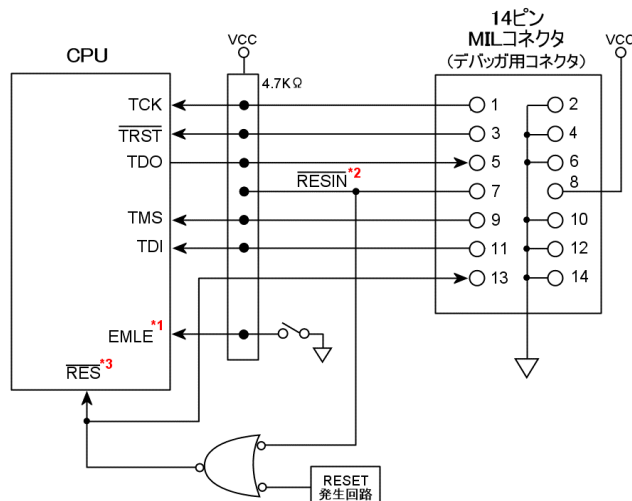 14ピン
MILコネクタ
(デバッガ用コネクタ)
VCC
VCC
CPU
4.7KΩ
TCK
1
2
TRST
3
4
TDO
5
6
RESIN*2
7
8
TMS
9
10
TDI
11
12
13
14
EMLE*1
RES*3
RESET
発生回路